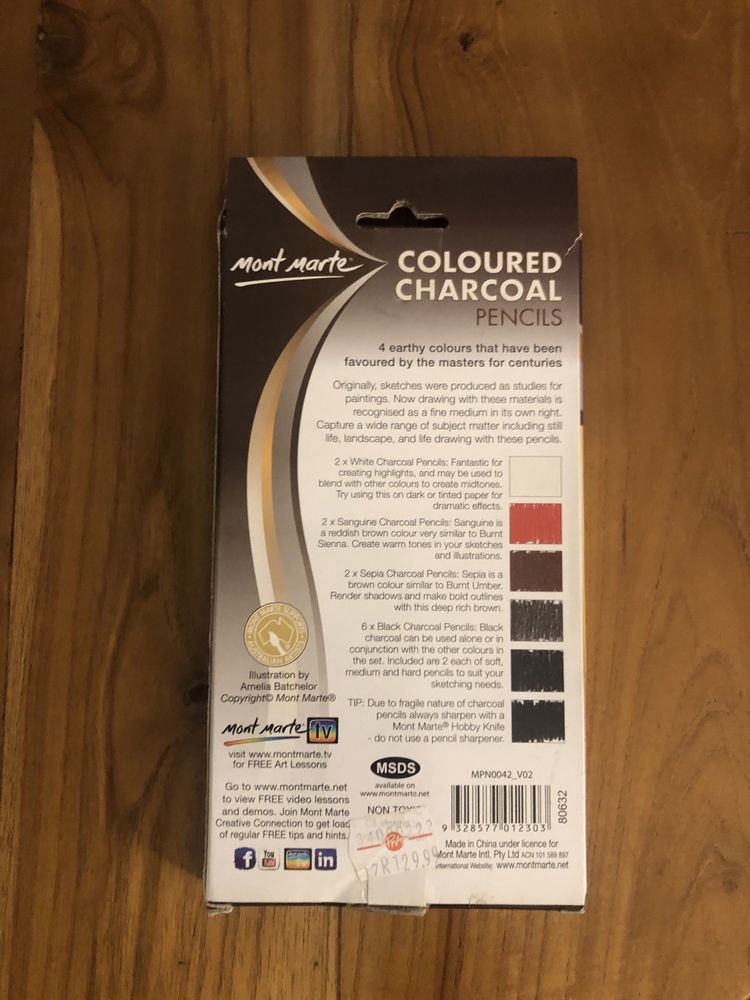 Mont Marte®
COLOURED
CHARCOAL
PENCILS
4 earthy colours that have been
favoured by the masters for centuries
Originally, sketches were produced as studies for
paintings. Now drawing with these materials is
recognised as a fine medium in its own right.
Capture a wide range of subject matter including still
life, landscape, and life drawing with these pencils.
2 x White Charcoal Pencils: Fantastic for
creating highlights, and may be used to
blend with other colours to create midtones.
Try using this on dark or tinted paper for
dramatic effects.
2 x Sanguine Charcoal Pencils: Sanguine is
a reddish brown colour very similar to Burnt
Sienna. Create warm tones in your sketches
and illustrations.
2 x Sepia Charcoal Pencils: Sepia is a
brown colour similar to Burnt Umber.
Render shadows and make bold outlines
with this deep rich brown.
6 x Black Charcoal Pencils: Black
charcoal can be used alone or in
conjunction with the other colours in
the set. Included are 2 each of soft,
medium and hard pencils to suit your
sketching needs.
TIP: Due to fragile nature of charcoal
pencils always sharpen with a
Mont Marte® Hobby Knife
- do not use a pencil sharpener.
MONT MARTE SUPPORTS
AUSTRALIAN
Illustration by
Amelia Batchelor
Copyright© Mont Marte®
Mont Marte tv
visit www.montmarte.tv
for FREE Art Lessons
Go to www.montmarte.net
to view FREE video lessons
and demos. Join Mont Marte
Creative Connection to get load
of regular FREE tips and hints.
f You Tube tv in
MSDS
available on
www.montmarte.net
NON TOXIC
R129.99
MPN0042_V02
9 328577 012303
80632
Made in China under licence for
Mont Marte Intl, Pty Ltd ACN 101 589 897
International Website: www.montmarte.net